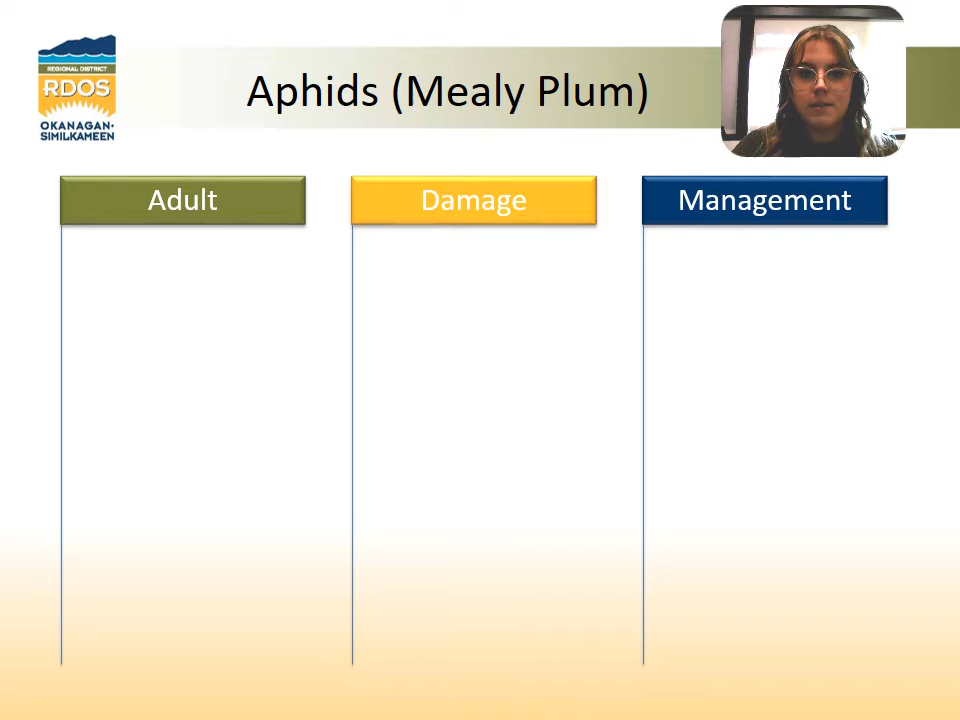 REGIONAL DISTRICT
RDOS
OKANAGAN-
SIMILKAMEEN
Aphids (Mealy Plum)
Adult
Damage
Management